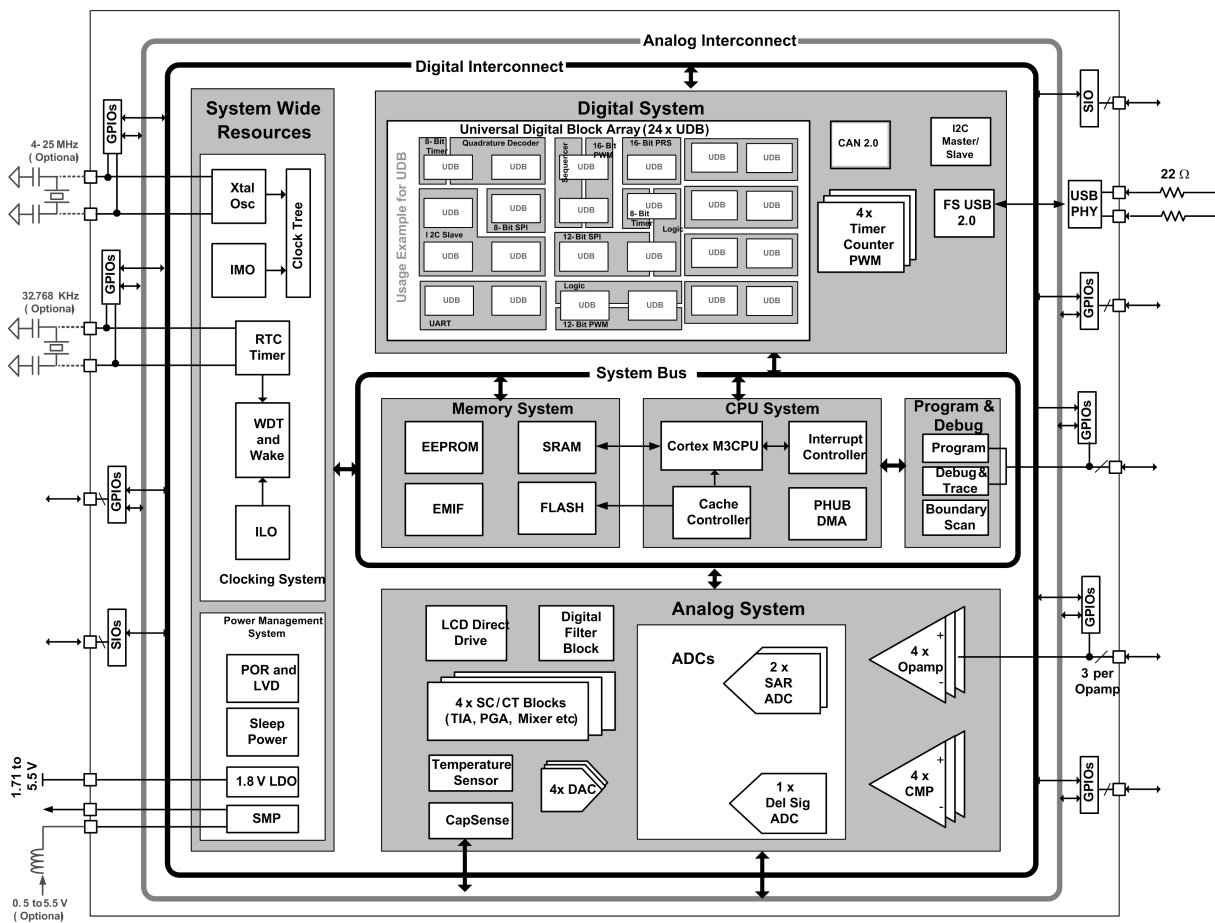 Analog Interconnect
Digital Interconnect
System Wide
Resources
GPIOs
4- 25 MHz
( Optional)
Xtal
Osc
Clock Tree
IMO
GPIOs
32.768 KHz
( Optional)
RTC
Timer
WDT and
Wake
GPIOs
ILO
Clocking System
SIOs
Power Management
System
POR and
LVD
Sleep
Power
1.71 to
5.5 V
1.8 V LDO
SMP
0. 5 to 5.5 V
( Optional)
Digital System
Universal Digital Block Array (24 x UDB)
Usage Example for UDB
8- Bit
Timer
Quadrature Decoder
Sequencer
16- Bit
PWM
16- Bit PRS
UDB
UDB
UDB
UDB
UDB
UDB
UDB
UDB
UDB
UDB
UDB
UDB
I2C Slave
8- Bit SPI
12- Bit SPI
8- Bit
Timer
Logic
UDB
UDB
UDB
UDB
UDB
UDB
Logic
UDB
UDB
UDB
UDB
UDB
UDB
UART
12- Bit PWM
CAN 2.0
I2C
Master/
Slave
4 x
Timer
Counter
PWM
FS USB
2.0
SIO
USB
PHY
22 Ω
GPIOs
System Bus
Memory System
EEPROM
SRAM
EMIF
FLASH
CPU System
Cortex M3CPU
Interrupt
Controller
Cache
Controller
PHUB
DMA
Program &
Debug
Program
Debug &
Trace
Boundary
Scan
GPIOs
Analog System
LCD Direct
Drive
Digital
Filter
Block
4 x SC/CT Blocks
(TIA, PGA, Mixer etc)
Temperature
Sensor
4x DAC
CapSense
ADCs
2 x
SAR
ADC
1 x
Del Sig
ADC
+
4 x
Opamp
-
+
4 x
CMP
-
GPIOs
3 per
Opamp
GPIOs